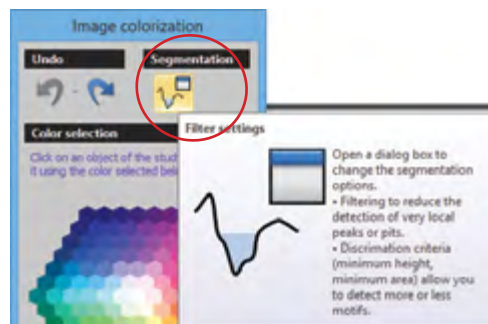 Image colorization
Undo
Segmentation
Color selection
Click on an object of the stud
it using the color selected bel
Filter settings
Open a dialog box to
change the segmentation
options.
• Filtering to reduce the
detection of very local
peaks or pits.
• Discrimation criteria
(minimum height,
minimum area) allow you
to detect more or less
motifs.